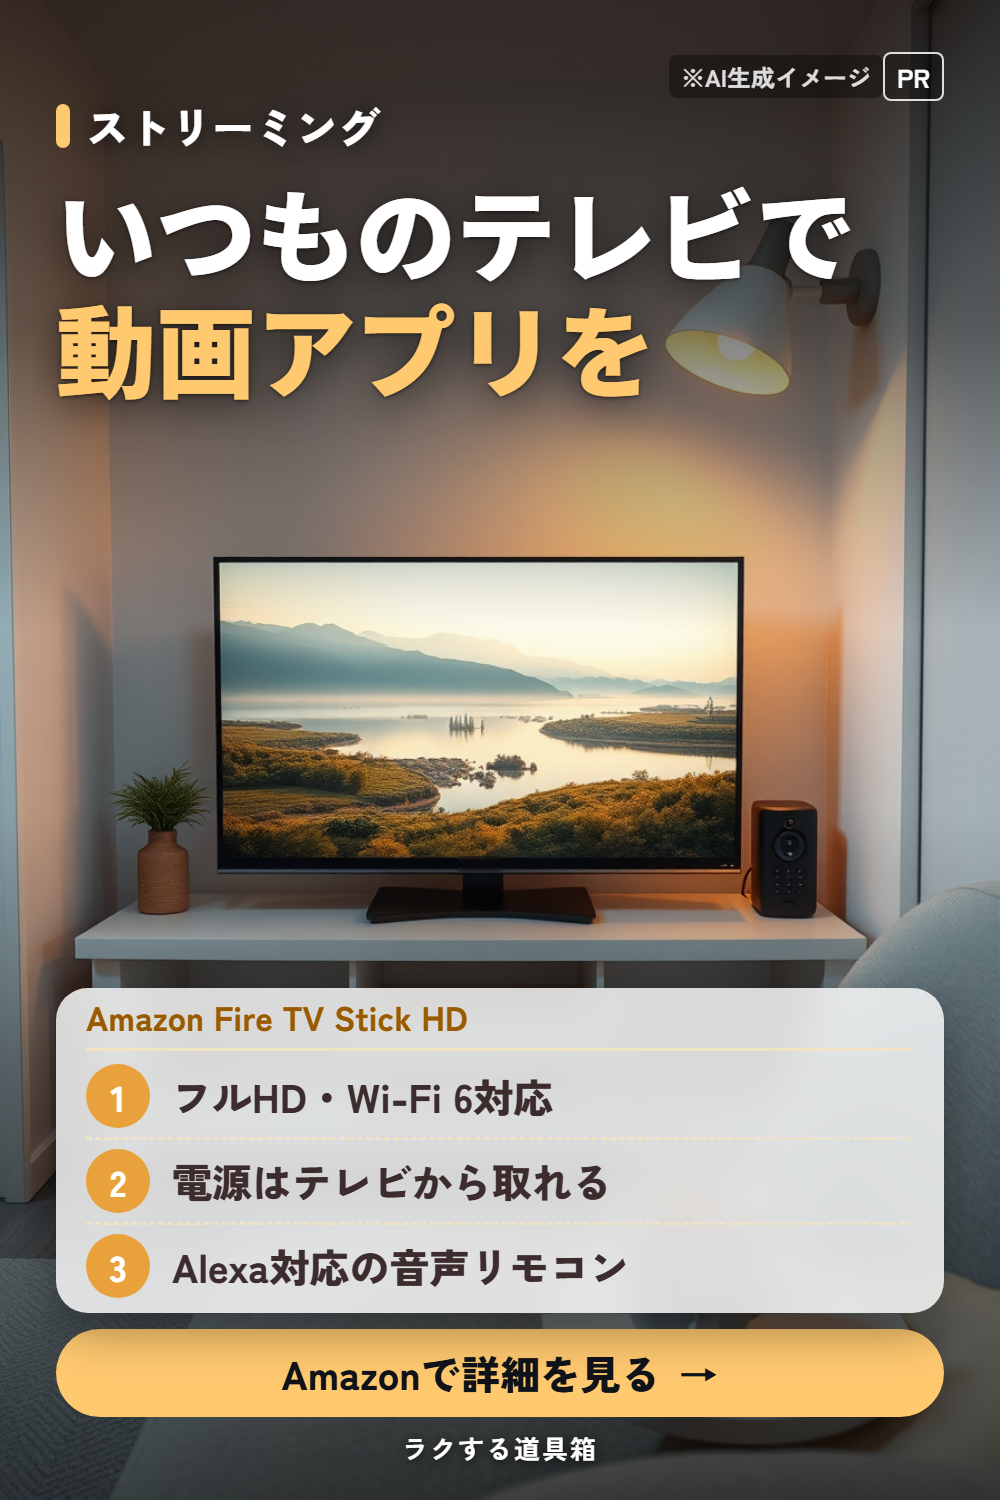 ※AI生成イメージ PR
ストリーミング
いつものテレビで
動画アプリを
Amazon Fire TV Stick HD
1 フルHD・Wi-Fi 6対応
2 電源はテレビから取れる
3 Alexa対応の音声リモコン
Amazonで詳細を見る →
ラクする道具箱